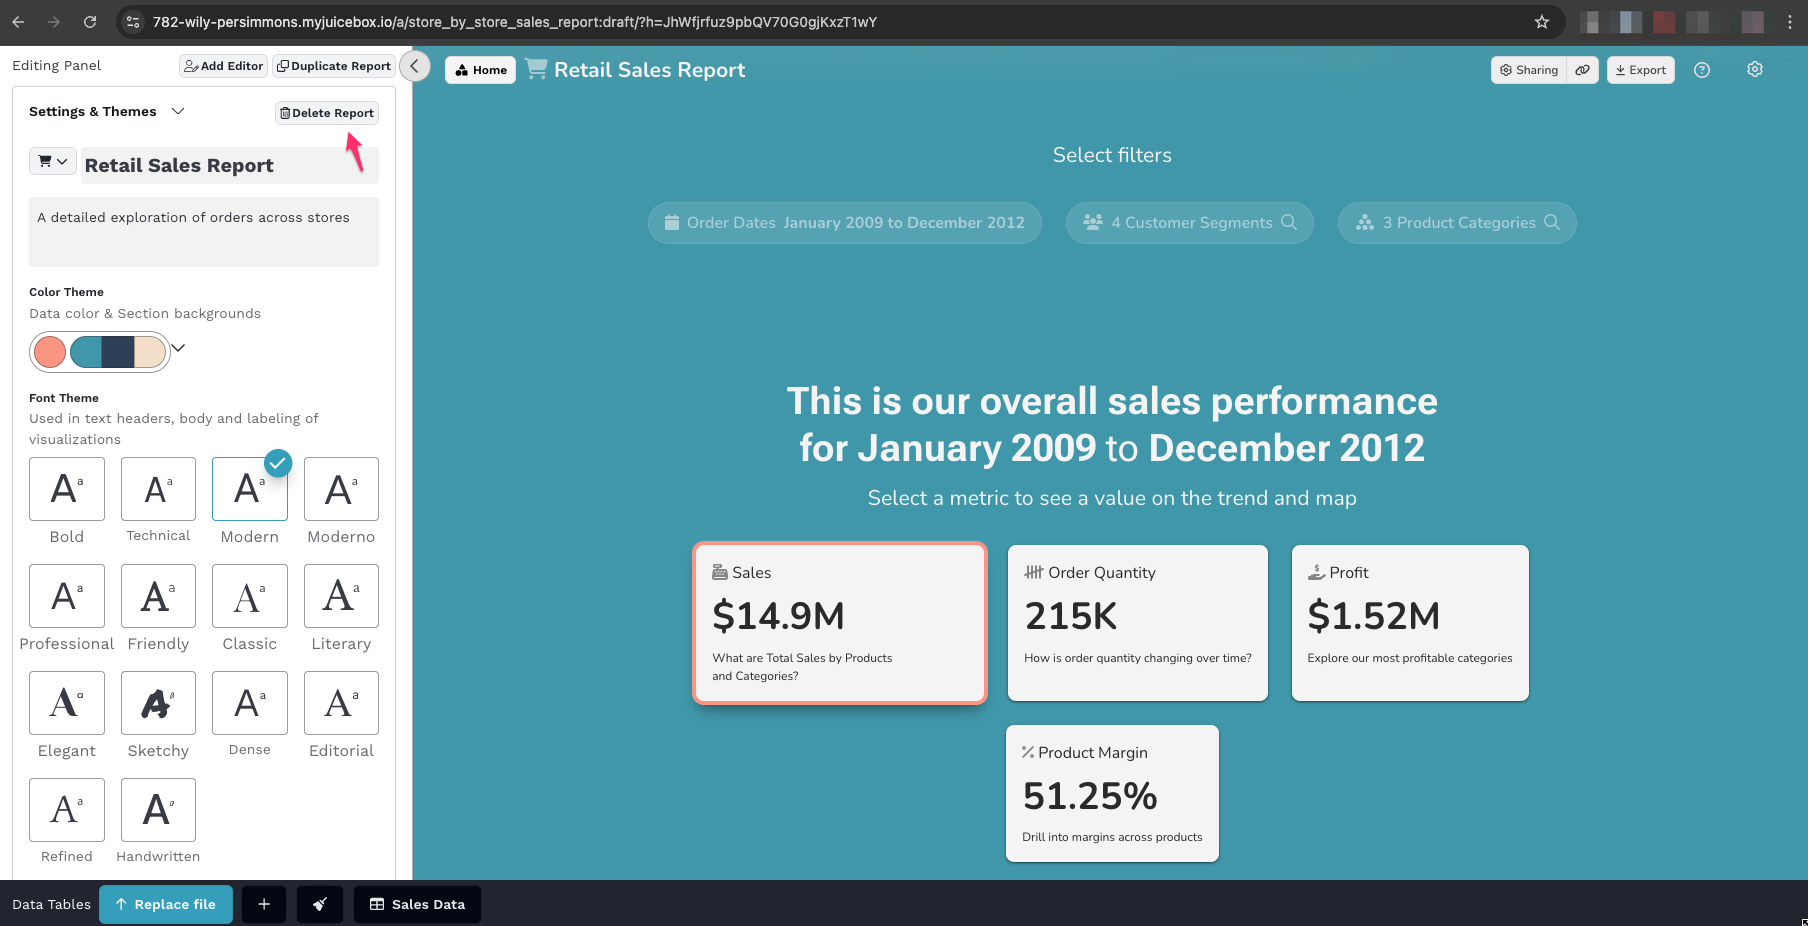 782-wily-persimmons.myjuicebox.io/a/store_by_store_sales_report:draft/?h=JhWfjrfuz9pbQV70G0gjKxzT1wY
Editing Panel
Add Editor
Duplicate Report
Home
Retail Sales Report
Sharing
Export
Settings & Themes
Delete Report
Retail Sales Report
A detailed exploration of orders across stores
Color Theme
Data color & Section backgrounds
Font Theme
Used in text headers, body and labeling of
visualizations
A a
Bold
A a
Technical
A a
Modern
A a
Moderno
A a
Professional
A a
Friendly
A a
Classic
A a
Literary
A a
Elegant
A a
Sketchy
A a
Dense
A a
Editorial
A a
Refined
A a
Handwritten
Select filters
Order Dates January 2009 to December 2012
4 Customer Segments
3 Product Categories
This is our overall sales performance
for January 2009 to December 2012
Select a metric to see a value on the trend and map
Sales
$14.9M
What are Total Sales by Products
and Categories?
Order Quantity
215K
How is order quantity changing over time?
Profit
$1.52M
Explore our most profitable categories
Product Margin
51.25%
Drill into margins across products
Data Tables
Replace file
Sales Data